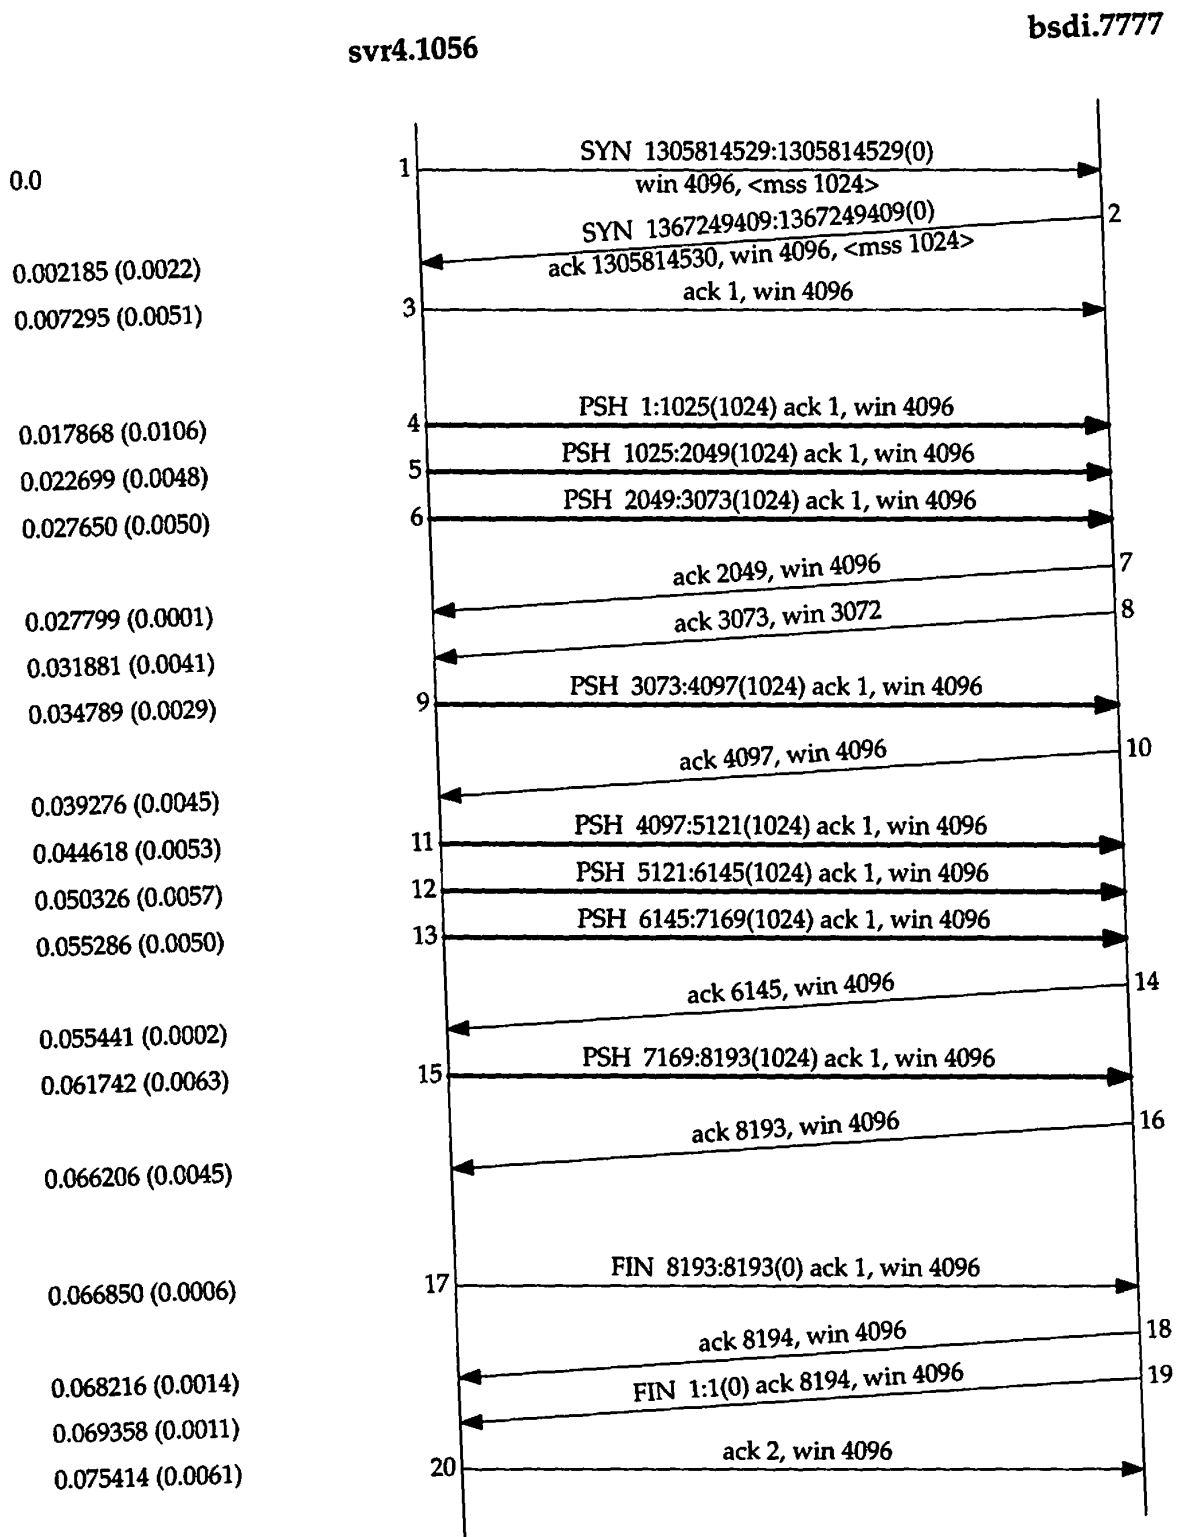 svr4.1056
bsdi.7777
0.0
1
SYN 1305814529:1305814529(0)
win 4096, <mss 1024>
SYN 1367249409:1367249409(0)
2
0.002185 (0.0022)
ack 1305814530, win 4096, <mss 1024>
0.007295 (0.0051)
3
ack 1, win 4096
0.017868 (0.0106)
4
PSH 1:1025(1024) ack 1, win 4096
0.022699 (0.0048)
5
PSH 1025:2049(1024) ack 1, win 4096
0.027650 (0.0050)
6
PSH 2049:3073(1024) ack 1, win 4096
ack 2049, win 4096
7
0.027799 (0.0001)
ack 3073, win 3072
8
0.031881 (0.0041)
0.034789 (0.0029)
9
PSH 3073:4097(1024) ack 1, win 4096
ack 4097, win 4096
10
0.039276 (0.0045)
0.044618 (0.0053)
11
PSH 4097:5121(1024) ack 1, win 4096
0.050326 (0.0057)
12
PSH 5121:6145(1024) ack 1, win 4096
0.055286 (0.0050)
13
PSH 6145:7169(1024) ack 1, win 4096
ack 6145, win 4096
14
0.055441 (0.0002)
0.061742 (0.0063)
15
PSH 7169:8193(1024) ack 1, win 4096
ack 8193, win 4096
16
0.066206 (0.0045)
0.066850 (0.0006)
17
FIN 8193:8193(0) ack 1, win 4096
ack 8194, win 4096
18
0.068216 (0.0014)
FIN 1:1(0) ack 8194, win 4096
19
0.069358 (0.0011)
0.075414 (0.0061)
20
ack 2, win 4096